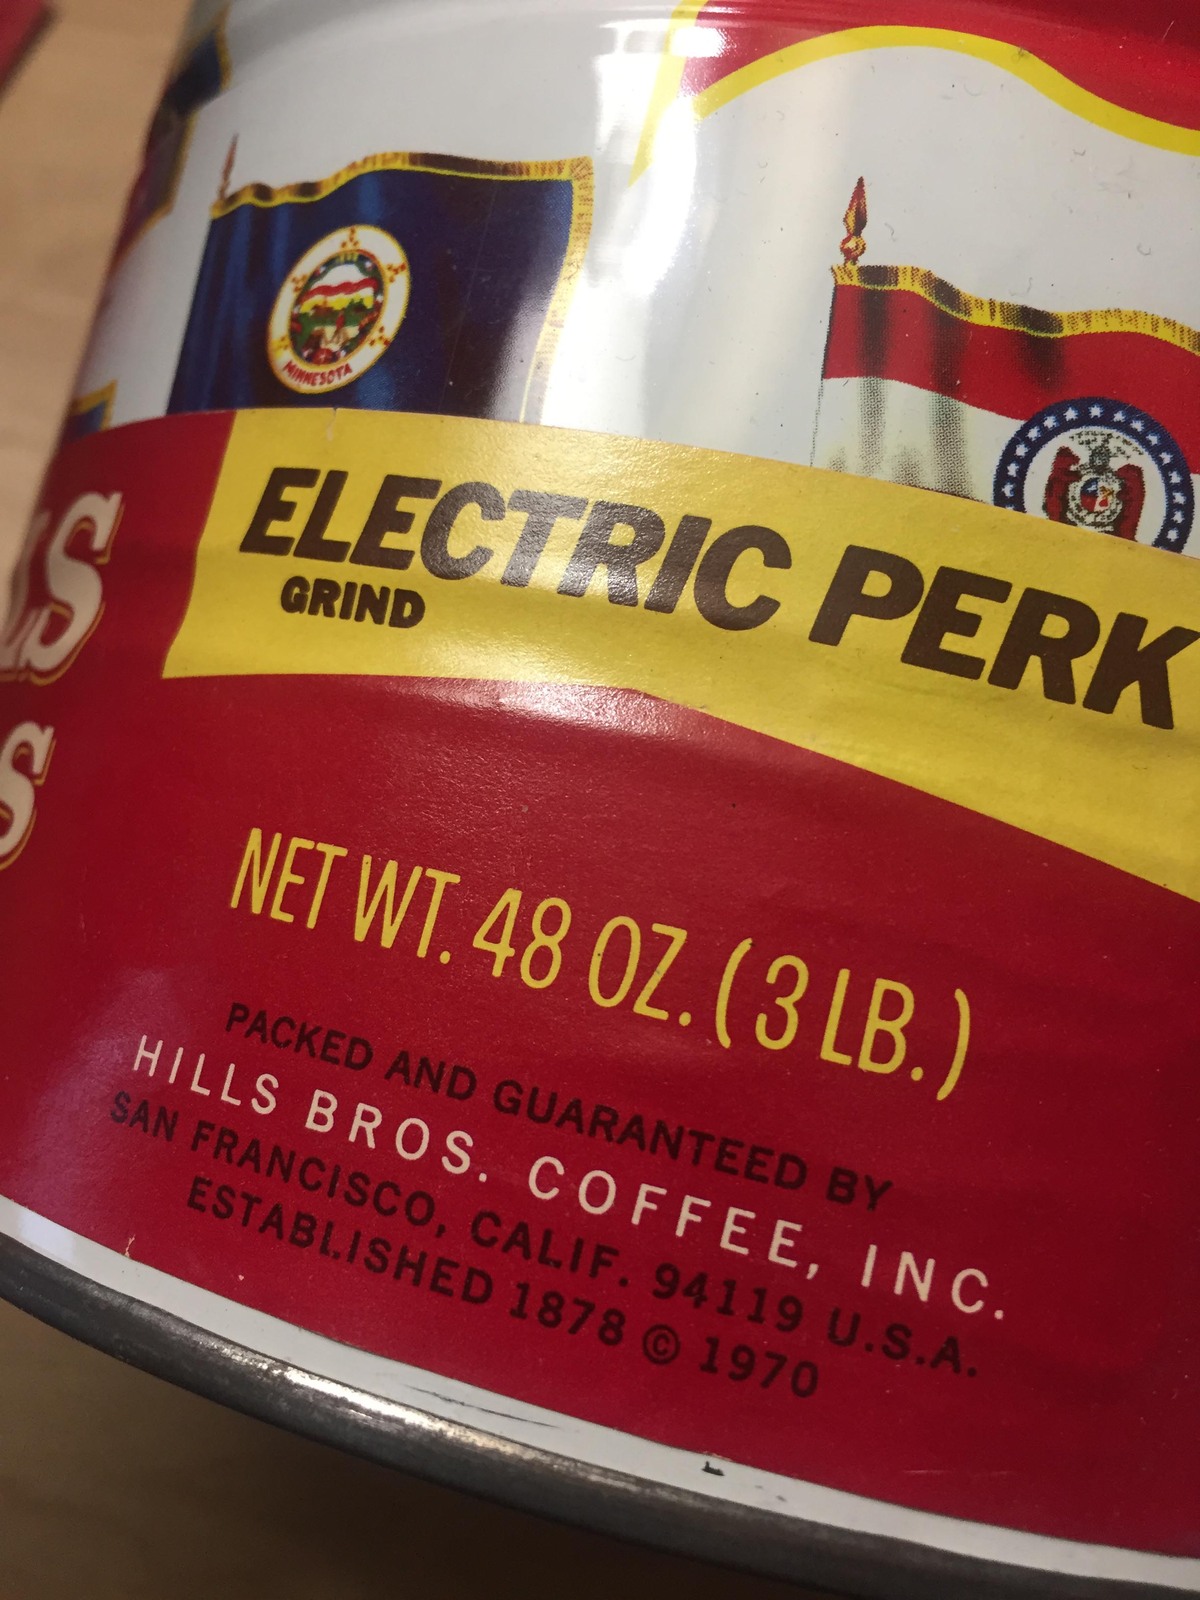 MINNESOTA
ELECTRIC PERK
GRIND
NET WT. 48 OZ. (3 LB.)
PACKED AND GUARANTEED BY
HILLS BROS. COFFEE, INC.
SAN FRANCISCO, CALIF. 94119 U.S.A.
ESTABLISHED 1878 © 1970